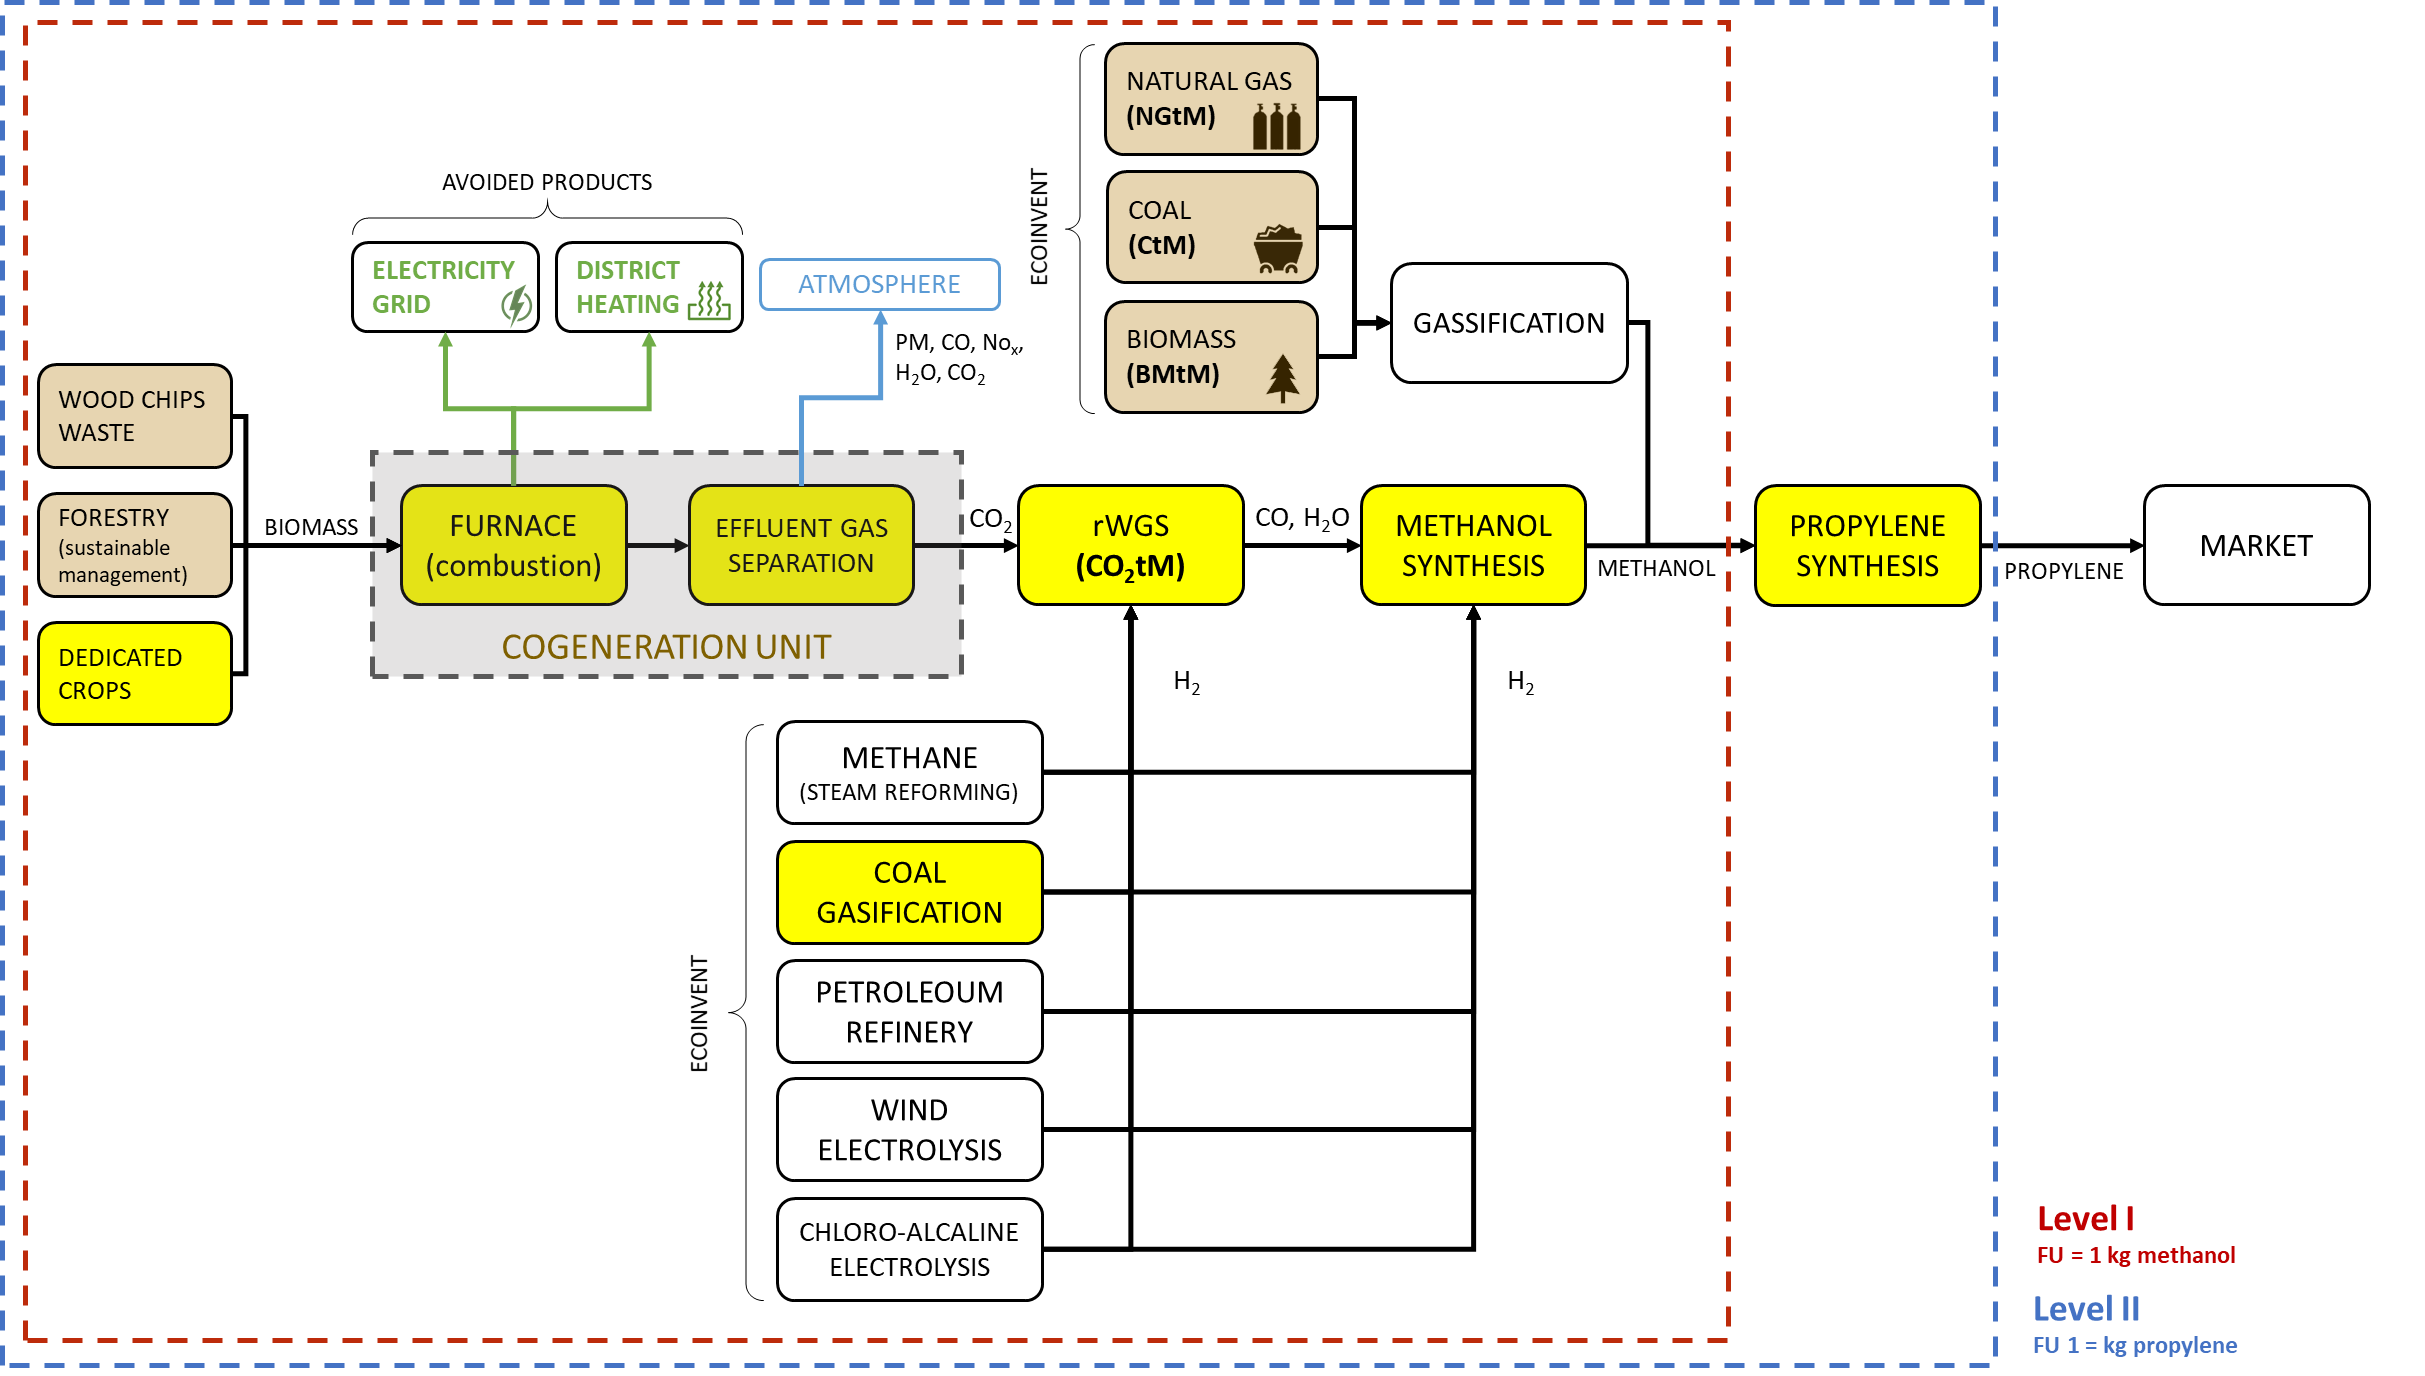 NATURAL GAS
(NGtM)
COAL
(CtM)
BIOMASS
(BMtM)
ECOINVENT
GASSIFICATION
AVOIDED PRODUCTS
ELECTRICITY
GRID
DISTRICT
HEATING
ATMOSPHERE
PM, CO, Noₓ,
H₂O, CO₂
WOOD CHIPS
WASTE
FORESTRY
(sustainable
management)
DEDICATED
CROPS
BIOMASS
FURNACE
(combustion)
EFFLUENT GAS
SEPARATION
COGENERATION UNIT
CO₂
rWGS
(CO₂tM)
CO, H₂O
METHANOL
SYNTHESIS
METHANOL
PROPYLENE
SYNTHESIS
PROPYLENE
MARKET
H₂
H₂
ECOINVENT
METHANE
(STEAM REFORMING)
COAL
GASIFICATION
PETROLEOUM
REFINERY
WIND
ELECTROLYSIS
CHLORO-ALCALINE
ELECTROLYSIS
Level I
FU = 1 kg methanol
Level II
FU 1 = kg propylene